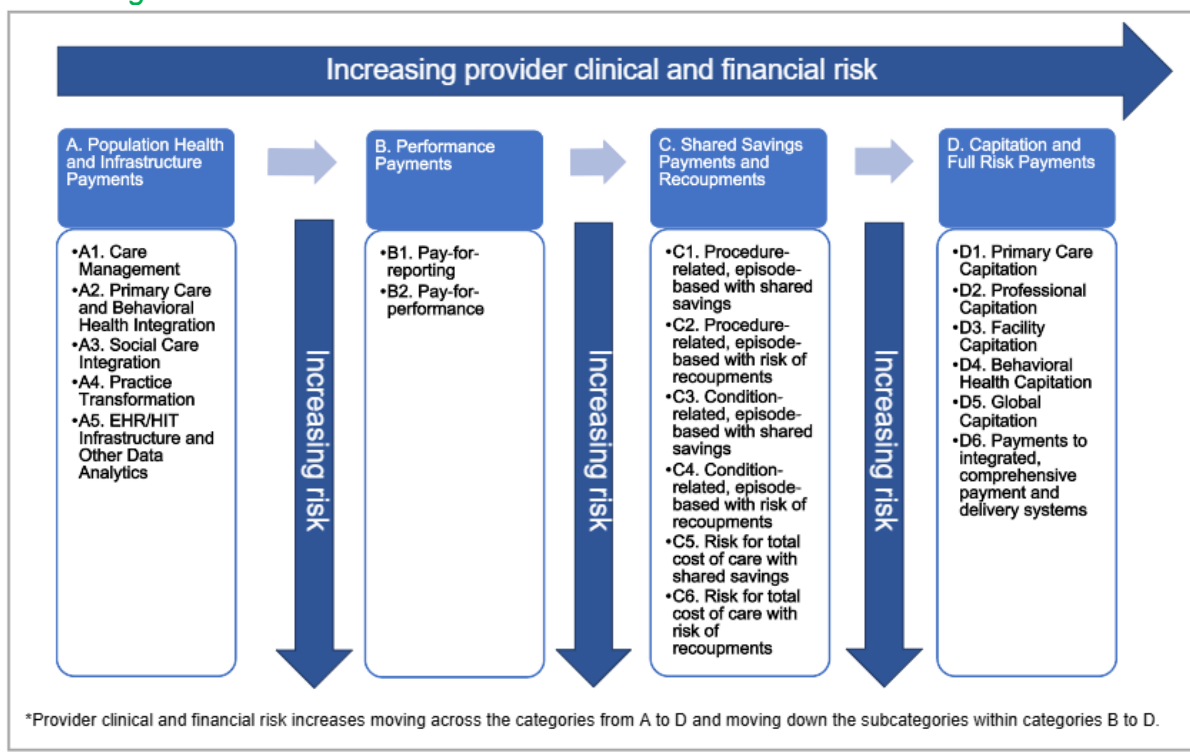 Increasing provider clinical and financial risk
A. Population Health
and Infrastructure
Payments
B. Performance
Payments
C. Shared Savings
Payments and
Recoupments
D. Capitation and
Full Risk Payments
•A1. Care
Management
•A2. Primary Care
and Behavioral
Health Integration
•A3. Social Care
Integration
•A4. Practice
Transformation
•A5. EHR/HIT
Infrastructure and
Other Data
Analytics
Increasing risk
•B1. Pay-for-
reporting
•B2. Pay-for-
performance
Increasing risk
•C1. Procedure-
related, episode-
based with shared
savings
•C2. Procedure-
related, episode-
based with risk of
recoupments
•C3. Condition-
related, episode-
based with shared
savings
•C4. Condition-
related, episode-
based with risk of
recoupments
•C5. Risk for total
cost of care with
shared savings
•C6. Risk for total
cost of care with
risk of
recoupments
Increasing risk
•D1. Primary Care
Capitation
•D2. Professional
Capitation
•D3. Facility
Capitation
•D4. Behavioral
Health Capitation
•D5. Global
Capitation
•D6. Payments to
integrated,
comprehensive
payment and
delivery systems
*Provider clinical and financial risk increases moving across the categories from A to D and moving down the subcategories within categories B to D.